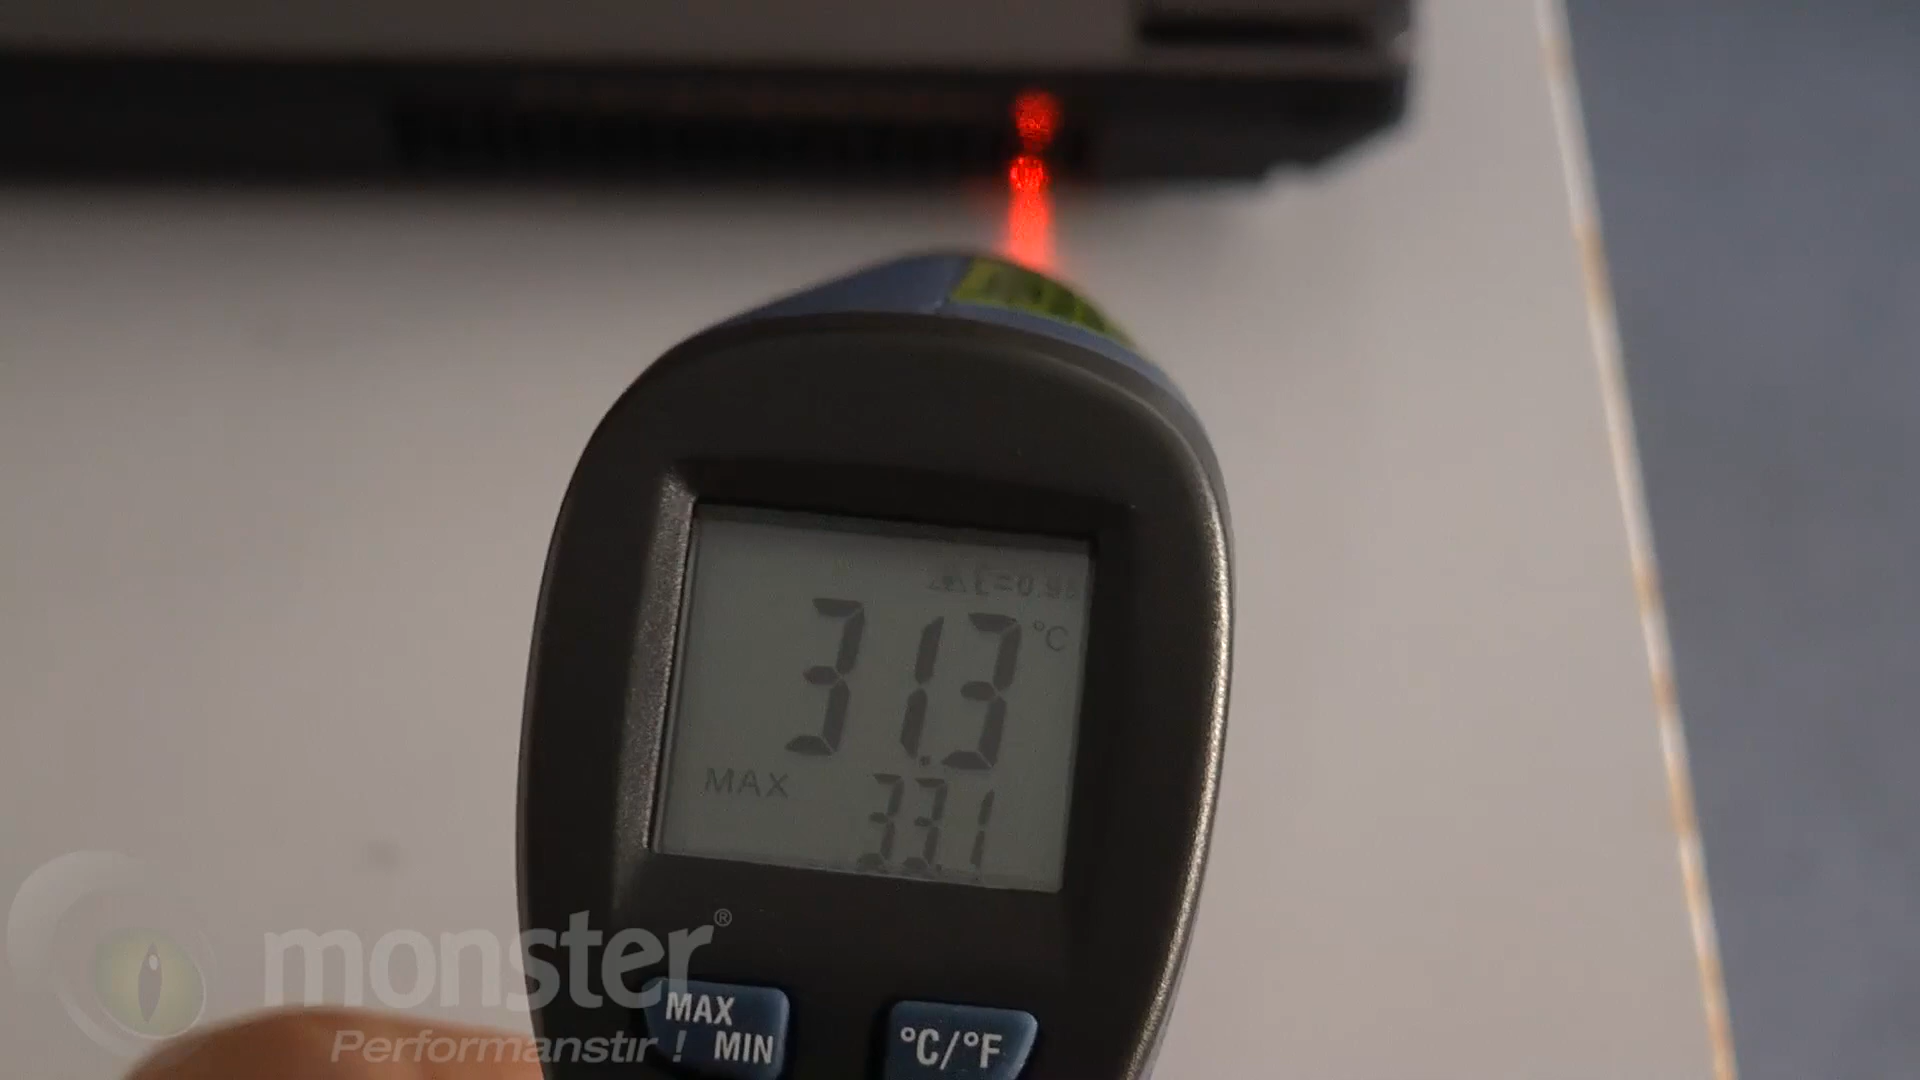 31.3 °C
MAX 33.1
monster®
Performanstır !
MAX
MIN
°C/°F